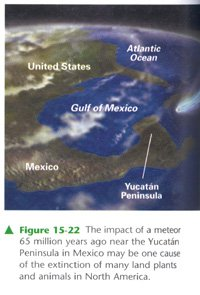 Atlantic
Ocean
United States
Gulf of Mexico
Mexico
Yucatán
Peninsula
▲ Figure 15-22 The impact of a meteor
65 million years ago near the Yucatán
Peninsula in Mexico may be one cause
of the extinction of many land plants
and animals in North America.